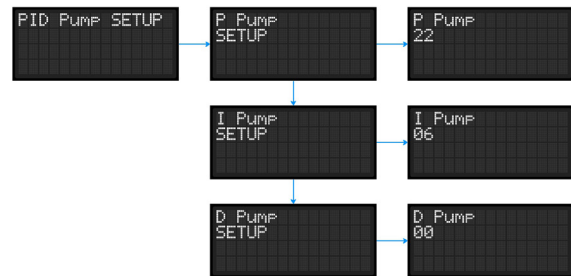 PID Pump SETUP
P Pump
SETUP
P Pump
22
I Pump
SETUP
I Pump
06
D Pump
SETUP
D Pump
00